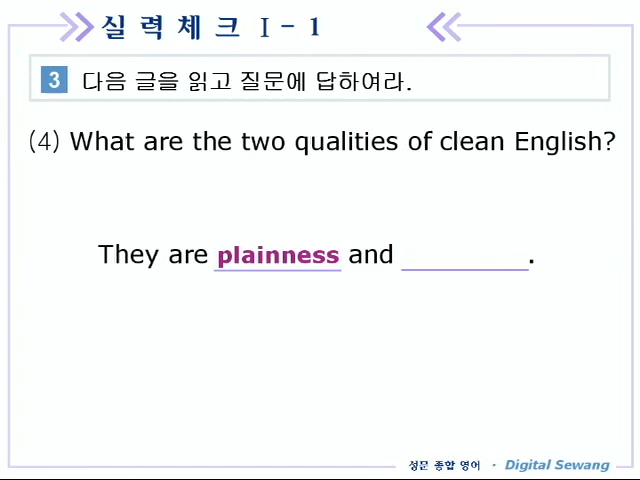 실력체크 I - 1
3 다음 글을 읽고 질문에 답하여라.
(4) What are the two qualities of clean English?
They are plainness and ________.
성문 종합 영어 · Digital Sewang